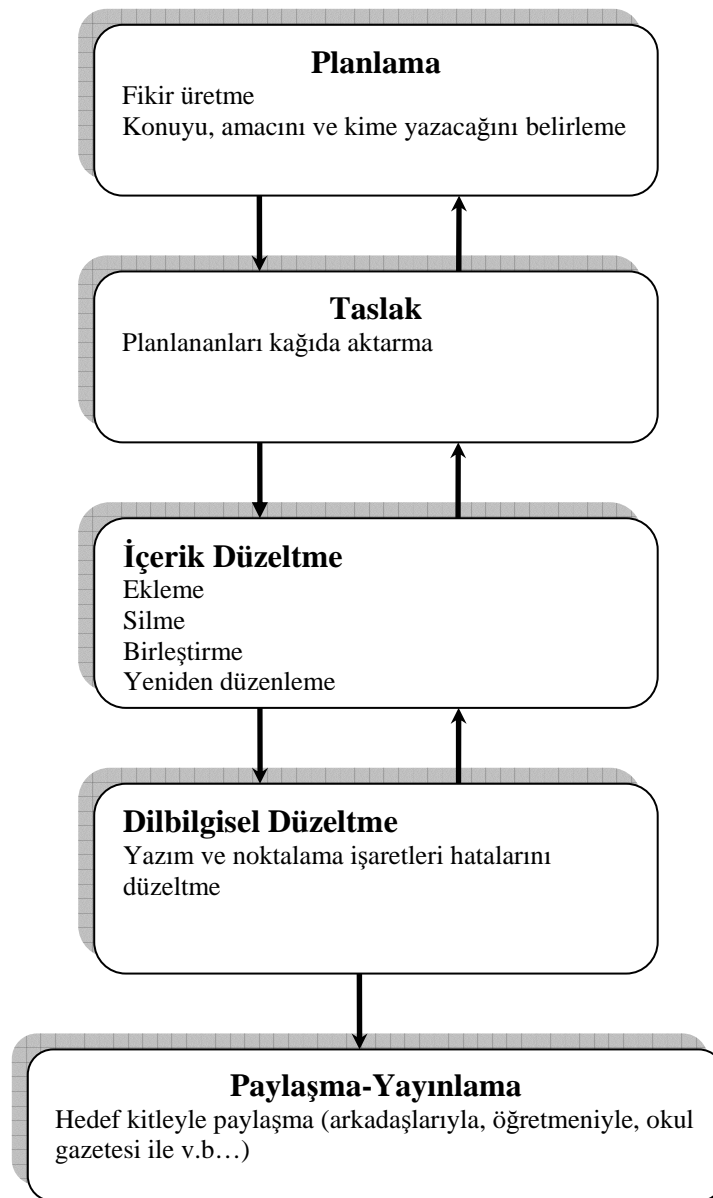 Planlama
Fikir üretme
Konuyu, amacını ve kime yazacağını belirleme
Taslak
Planlananları kağıda aktarma
İçerik Düzeltme
Ekleme
Silme
Birleştirme
Yeniden düzenleme
Dilbilgisel Düzeltme
Yazım ve noktalama işaretleri hatalarını
düzeltme
Paylaşma-Yayınlama
Hedef kitleyle paylaşma (arkadaşlarıyla, öğretmeniyle, okul
gazetesi ile v.b…)